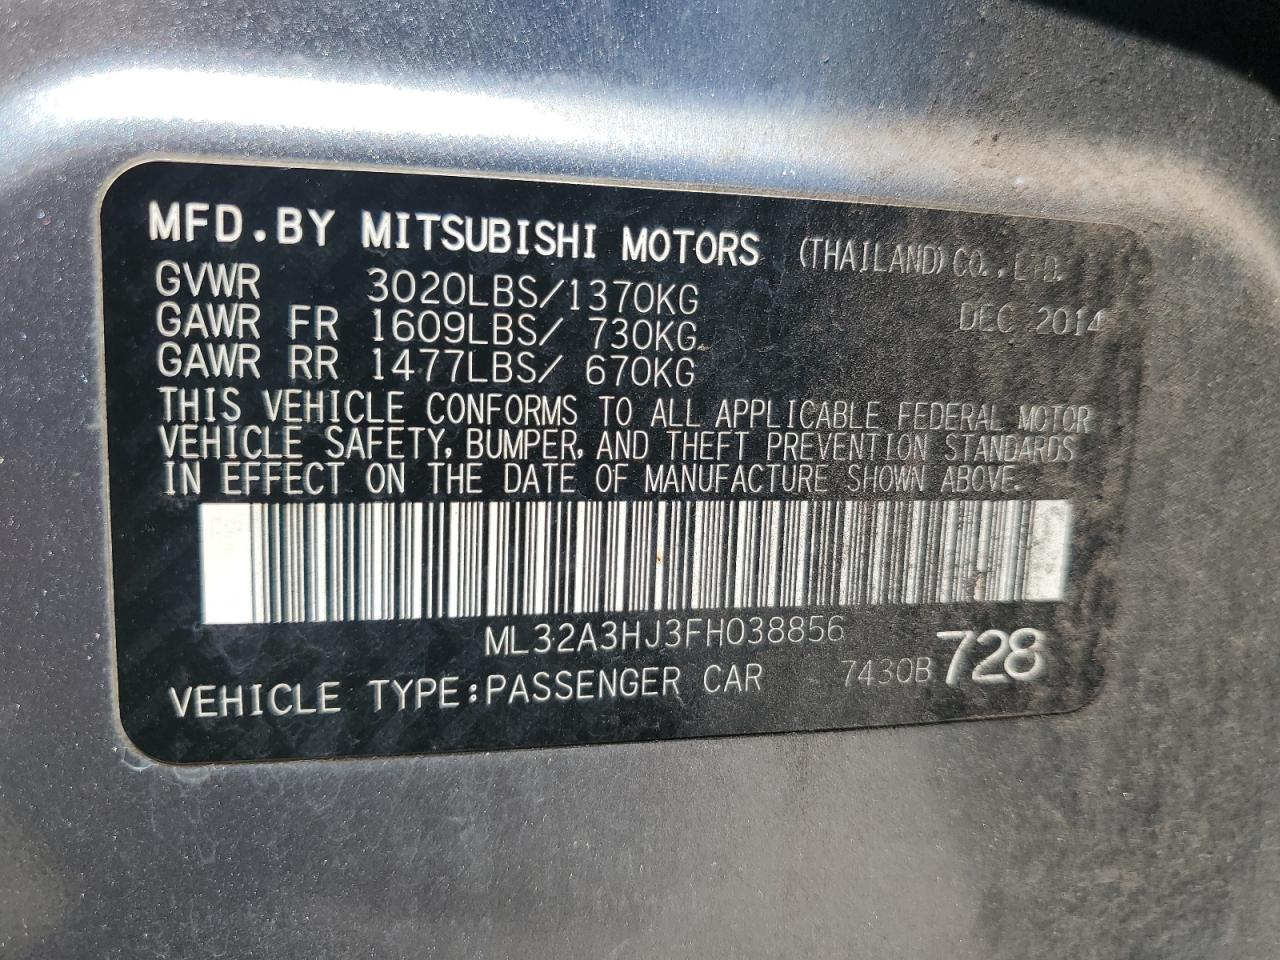 MFD.BY MITSUBISHI MOTORS (THAILAND) CO.,LTD.
GVWR 3020LBS/1370KG DEC 2014
GAWR FR 1609LBS/ 730KG
GAWR RR 1477LBS/ 670KG
THIS VEHICLE CONFORMS TO ALL APPLICABLE FEDERAL MOTOR
VEHICLE SAFETY, BUMPER, AND THEFT PREVENTION STANDARDS
IN EFFECT ON THE DATE OF MANUFACTURE SHOWN ABOVE.
ML32A3HJ3FH038856
VEHICLE TYPE:PASSENGER CAR 7430B 728